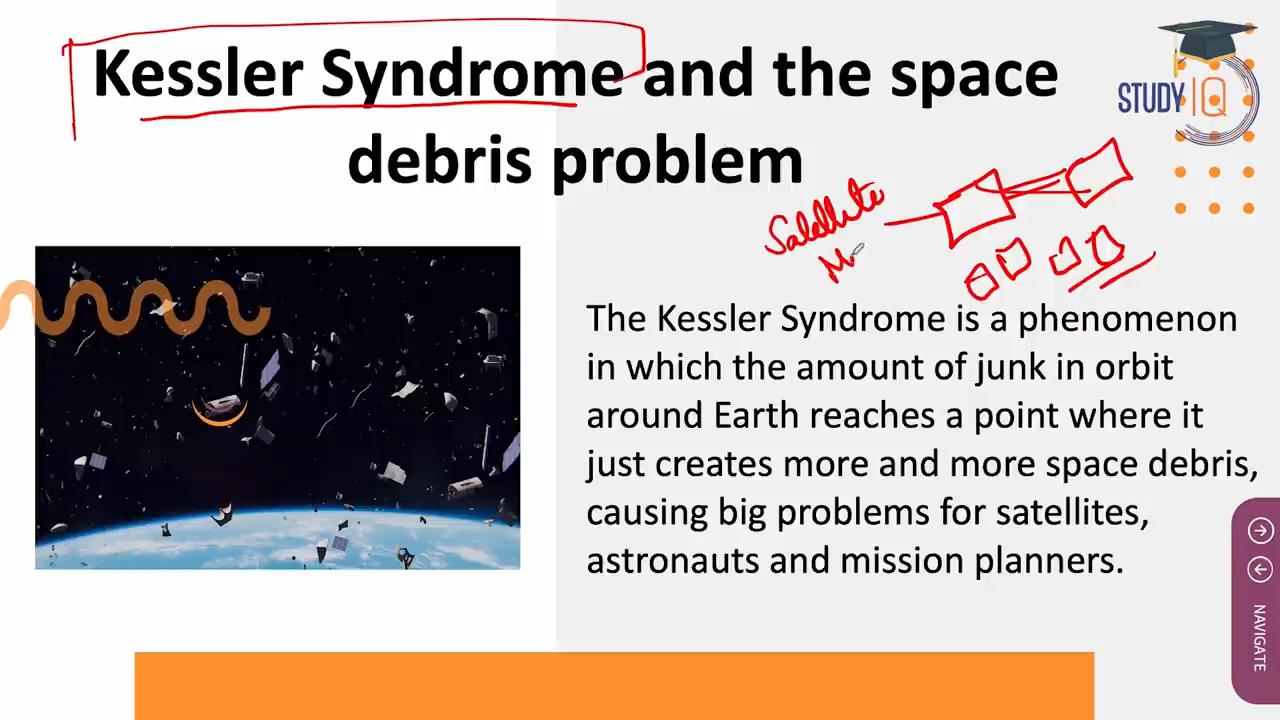 Kessler Syndrome and the space
debris problem
STUDY IQ
Satellite
The Kessler Syndrome is a phenomenon
in which the amount of junk in orbit
around Earth reaches a point where it
just creates more and more space debris,
causing big problems for satellites,
astronauts and mission planners.
NAVIGATE